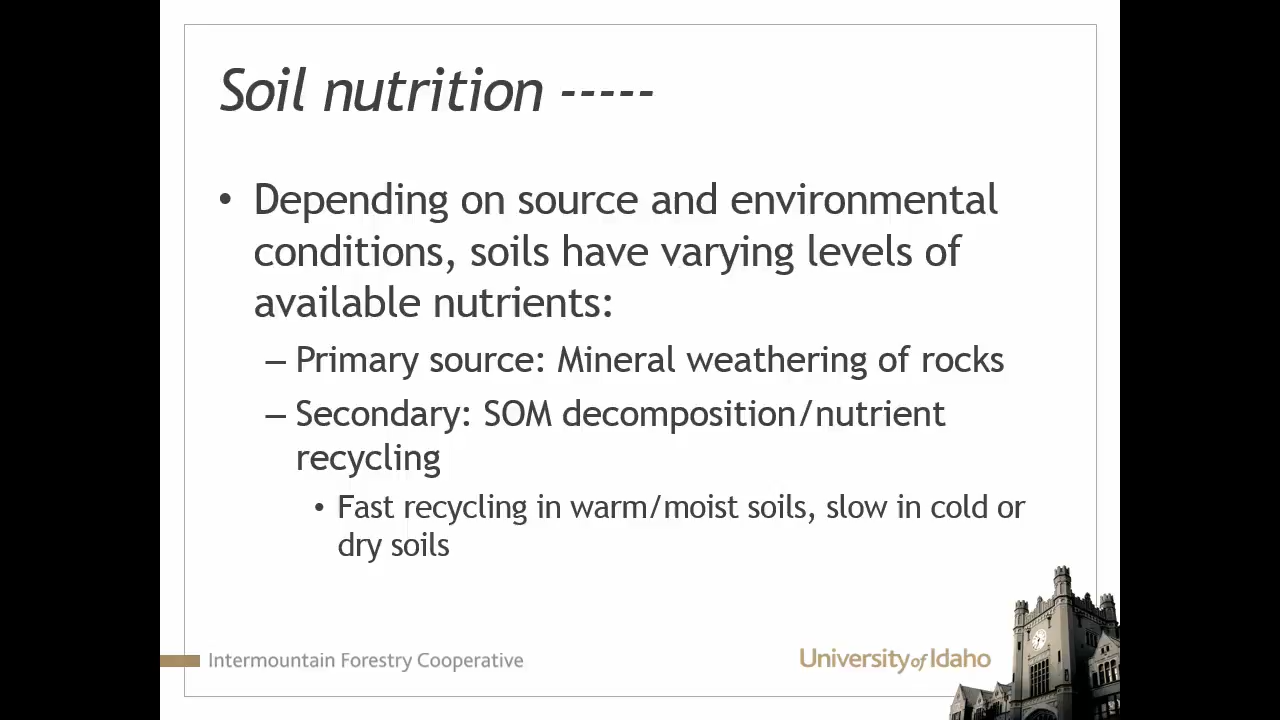 Soil nutrition -----
• Depending on source and environmental
conditions, soils have varying levels of
available nutrients:
– Primary source: Mineral weathering of rocks
– Secondary: SOM decomposition/nutrient
recycling
• Fast recycling in warm/moist soils, slow in cold or
dry soils
Intermountain Forestry Cooperative
University of Idaho